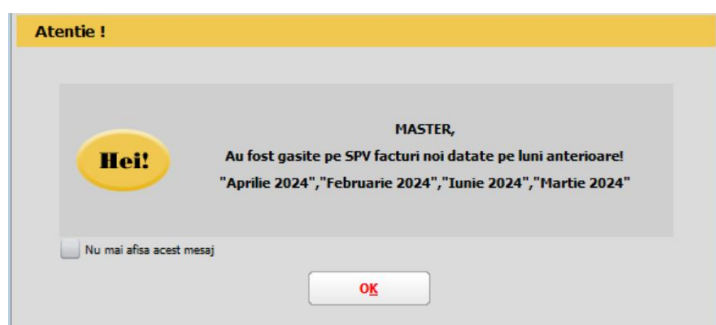 Atentie !
MASTER,
Hei!
Au fost gasite pe SPV facturi noi datate pe luni anterioare!
"Aprilie 2024","Februarie 2024","Iunie 2024","Martie 2024"
Nu mai afisa acest mesaj
OK